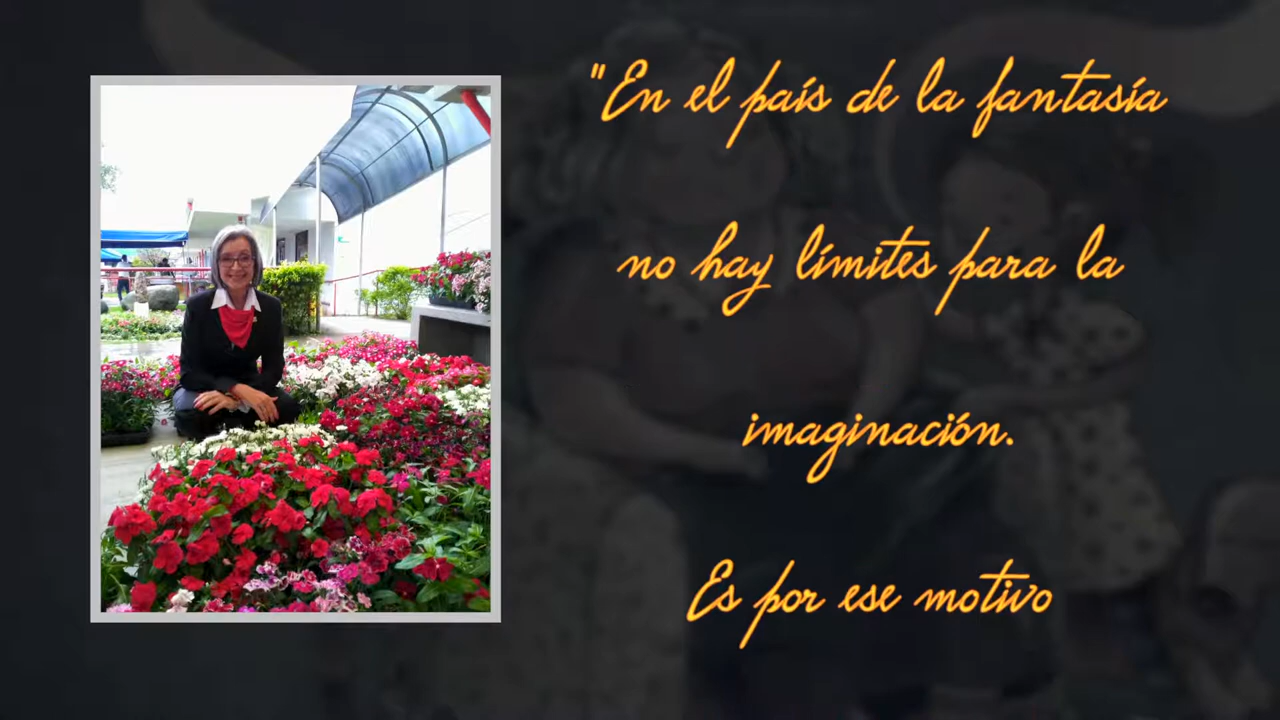 "En el país de la fantasía
no hay límites para la
imaginación.
Es por ese motivo